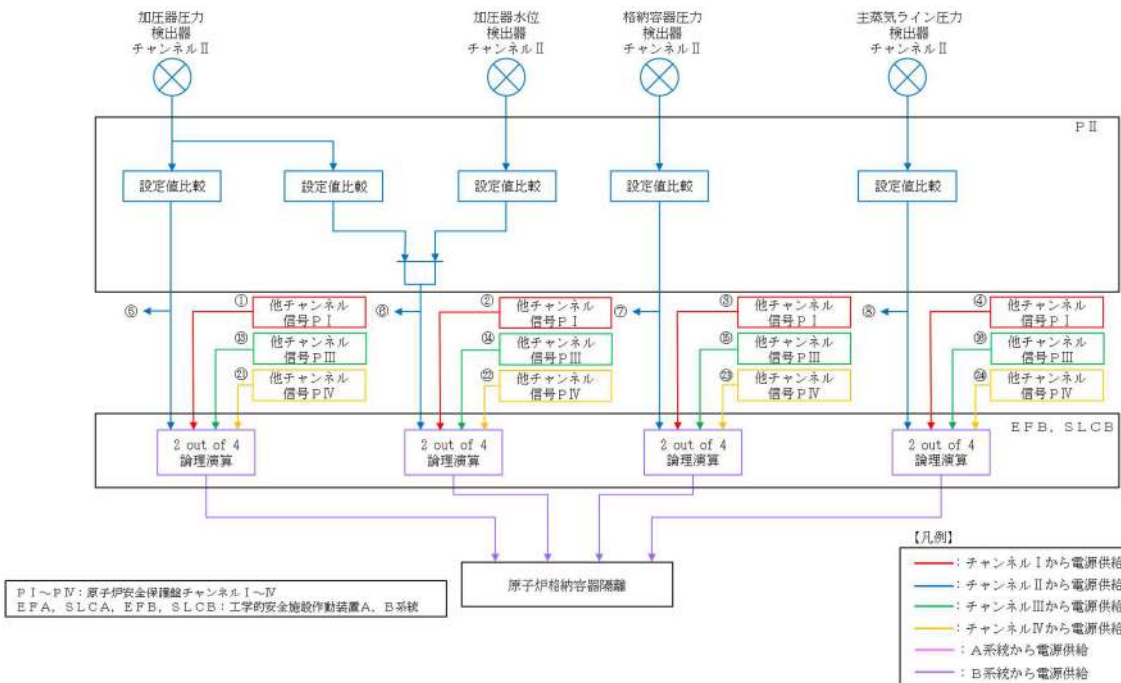 加圧器圧力
検出器
チャンネルⅡ
加圧器水位
検出器
チャンネルⅡ
格納容器圧力
検出器
チャンネルⅡ
主蒸気ライン圧力
検出器
チャンネルⅡ
PⅡ
設定値比較
設定値比較
設定値比較
設定値比較
設定値比較
⑤
①
他チャンネル
信号PⅠ
⑬
他チャンネル
信号PⅢ
㉑
他チャンネル
信号PⅣ
⑥
②
他チャンネル
信号PⅠ
⑭
他チャンネル
信号PⅢ
㉒
他チャンネル
信号PⅣ
⑦
③
他チャンネル
信号PⅠ
⑮
他チャンネル
信号PⅢ
㉓
他チャンネル
信号PⅣ
⑧
④
他チャンネル
信号PⅠ
⑯
他チャンネル
信号PⅢ
㉔
他チャンネル
信号PⅣ
EFB, SLCB
2 out of 4
論理演算
2 out of 4
論理演算
2 out of 4
論理演算
2 out of 4
論理演算
原子炉格納容器隔離
PⅠ~PⅣ:原子炉安全保護盤チャンネルⅠ~Ⅳ
EFA, SLCA, EFB, SLCB:工学的安全施設作動装置A、B系統
【凡例】
:チャンネルⅠから電源供給
:チャンネルⅡから電源供給
:チャンネルⅢから電源供給
:チャンネルⅣから電源供給
:A系統から電源供給
:B系統から電源供給